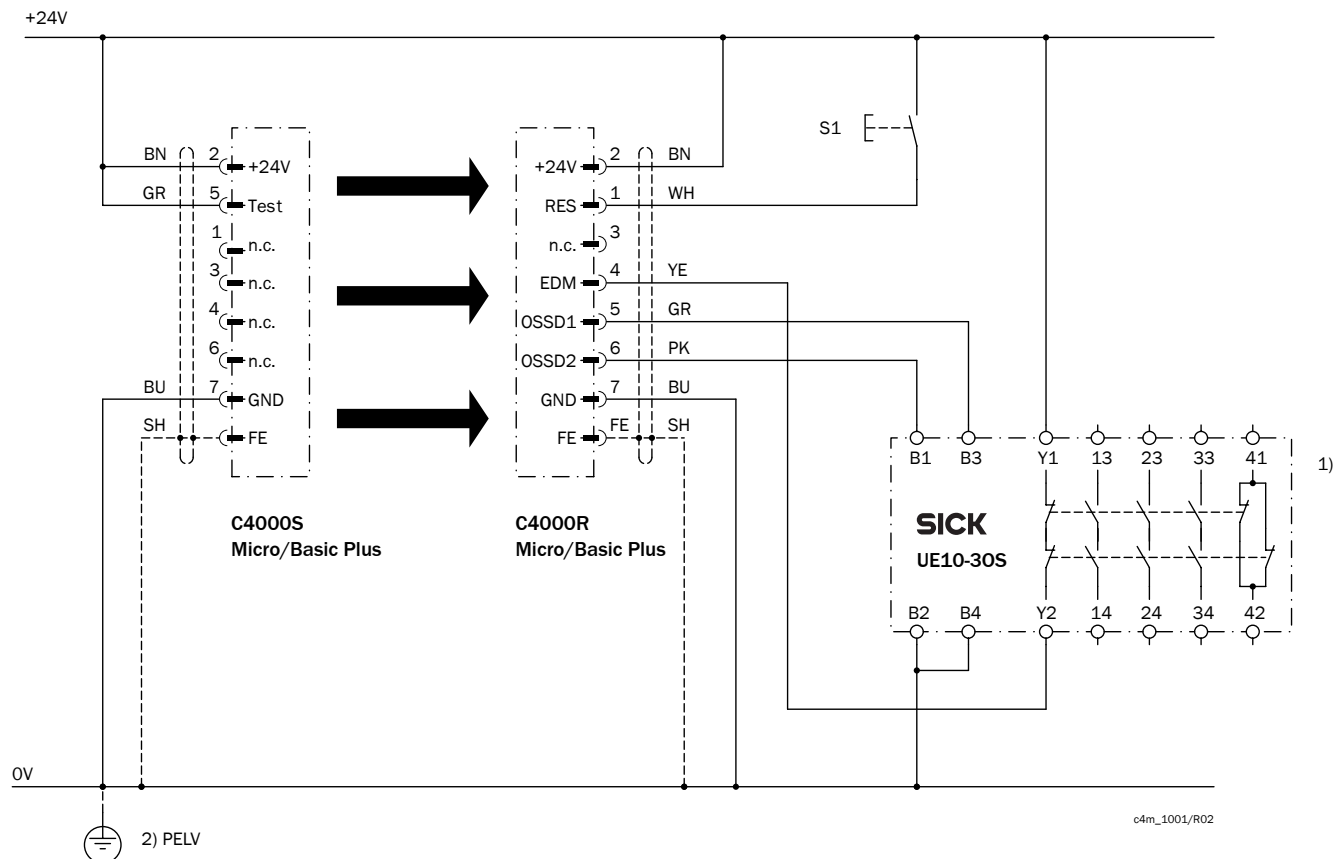 +24V
S1
BN 2 +24V
GR 5 Test
1 n.c.
3 n.c.
4 n.c.
6 n.c.
BU 7 GND
SH FE
+24V 2 BN
RES 1 WH
n.c. 3
EDM 4 YE
OSSD1 5 GR
OSSD2 6 PK
GND 7 BU
FE FE SH
C4000S
Micro/Basic Plus
C4000R
Micro/Basic Plus
B1 B3 Y1 13 23 33 41
1)
SICK
UE10-30S
B2 B4 Y2 14 24 34 42
0V
2) PELV
c4m_1001/R02